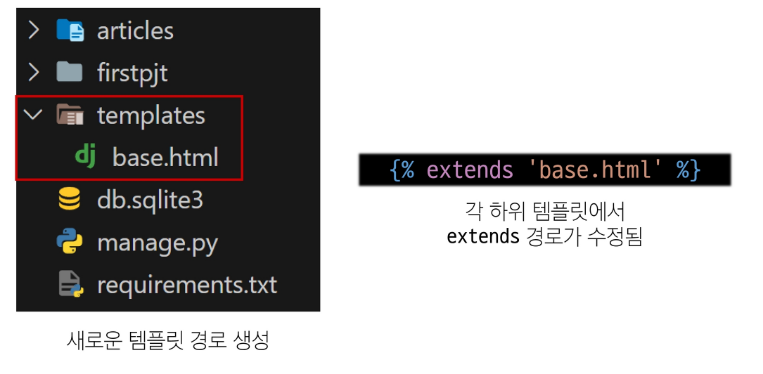 articles
firstpjt
templates
dj base.html
db.sqlite3
manage.py
requirements.txt
새로운 템플릿 경로 생성
{% extends 'base.html' %}
각 하위 템플릿에서
extends 경로가 수정됨